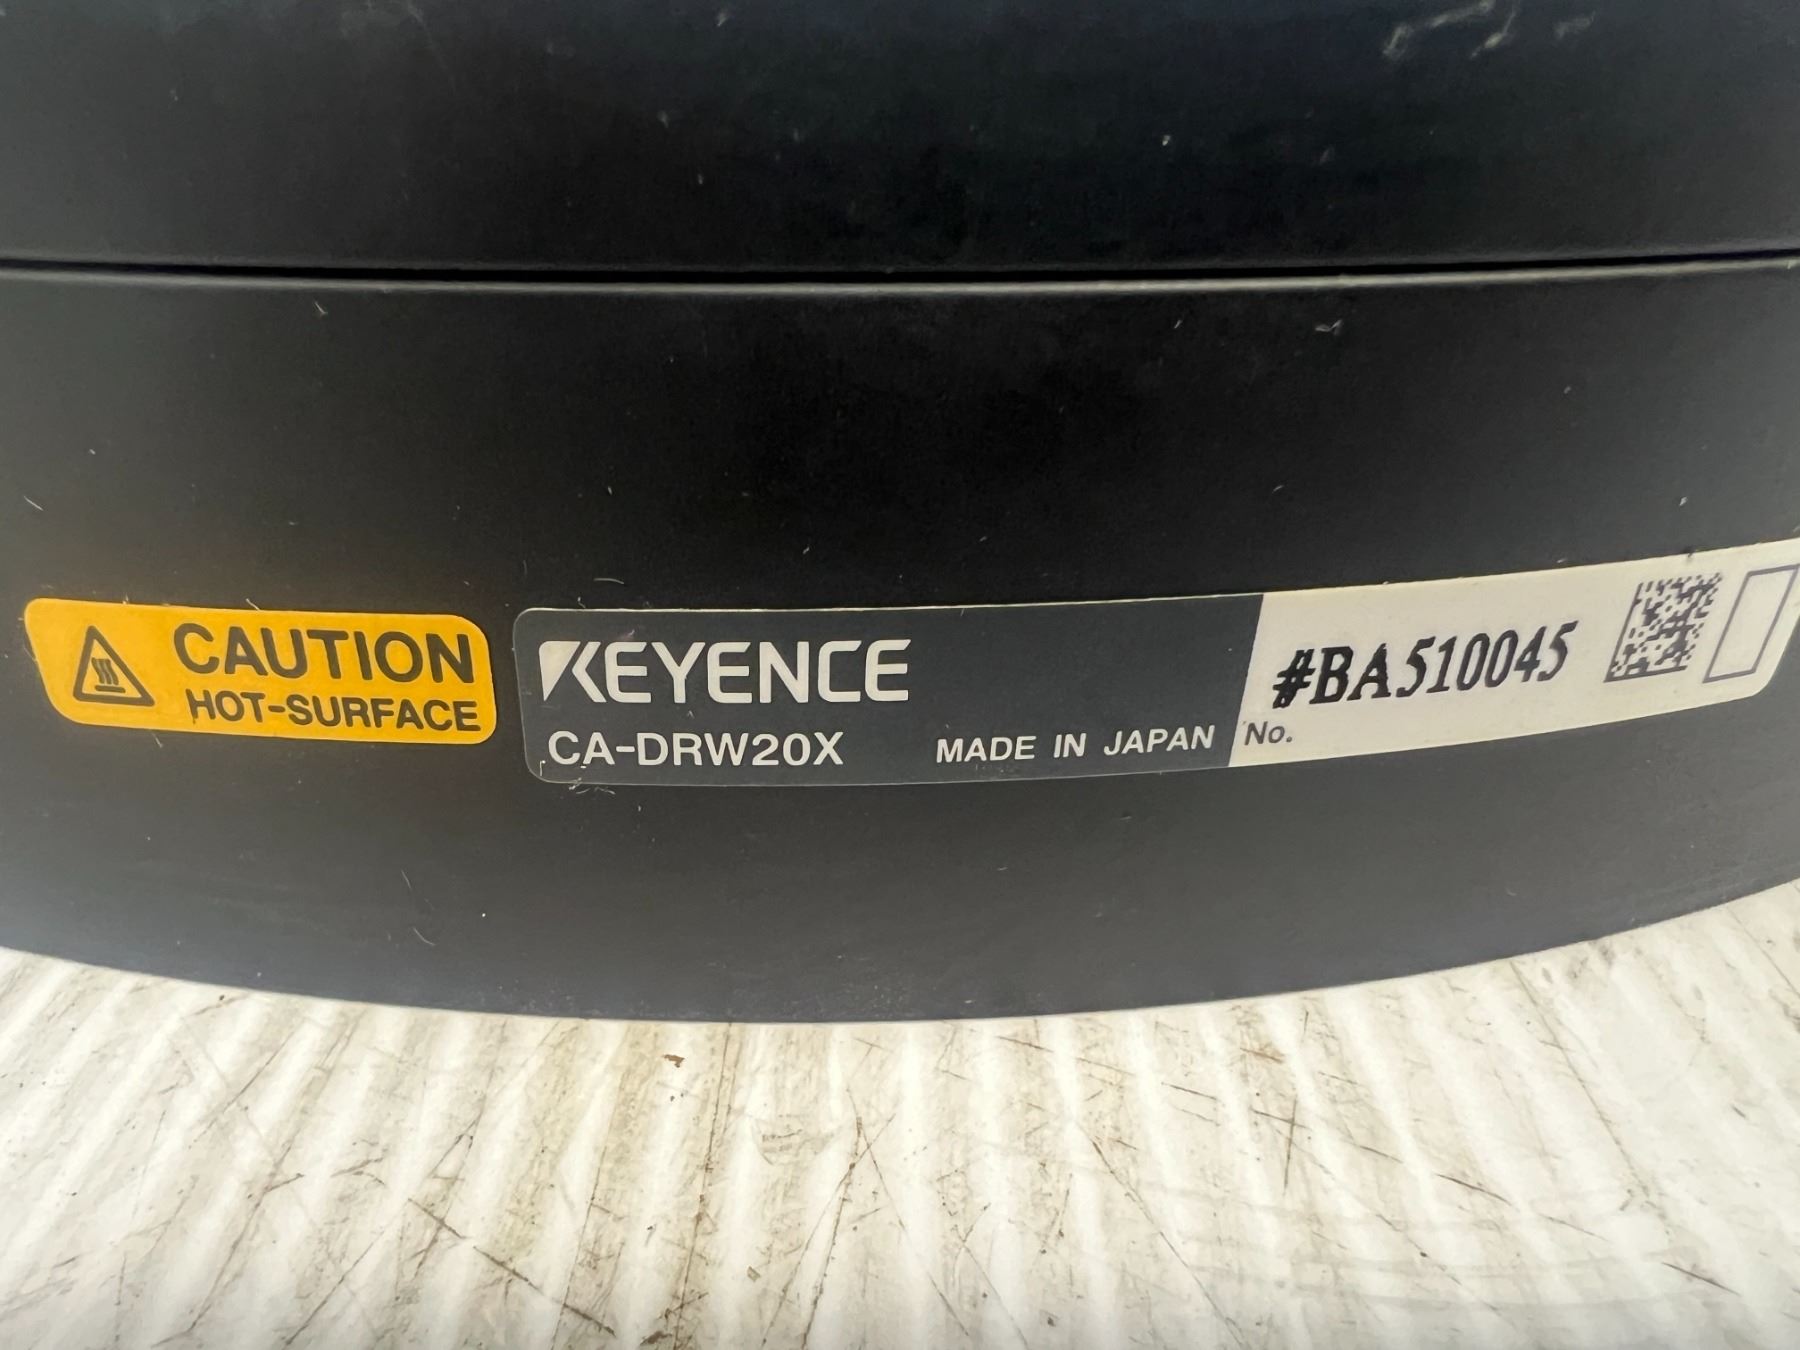 CAUTION
HOT-SURFACE
KEYENCE
CA-DRW20X
MADE IN JAPAN
#BA510045
No.